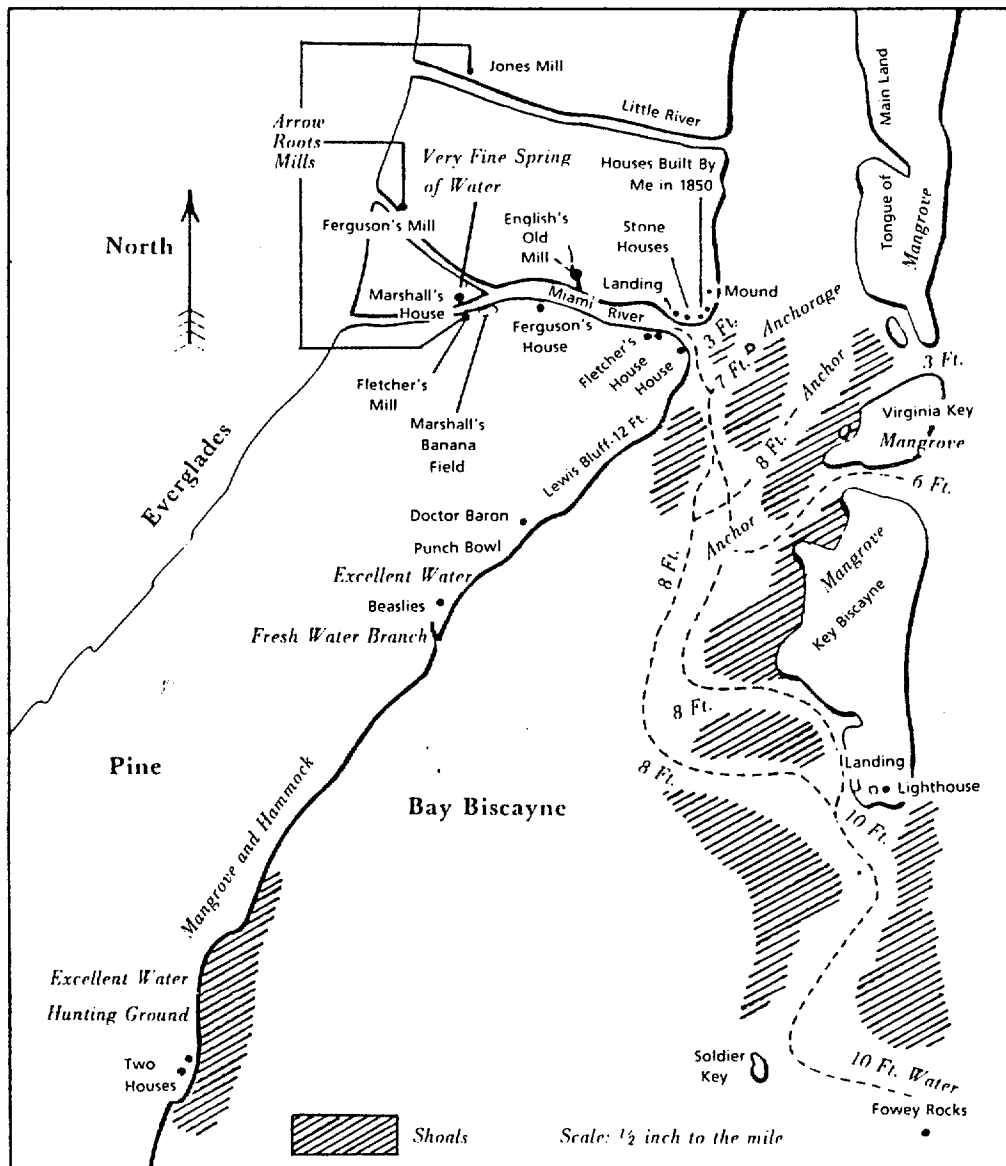 Jones Mill
Little River
Main Land
Tongue of
Mangrove
Arrow
Roots
Mills
Very Fine Spring
of Water
Houses Built By
Me in 1850
North
Ferguson's Mill
English's
Old
Mill
Stone
Houses
Landing
Mound
Marshall's
House
Miami
River
Ferguson's
House
Fletcher's
House
House
3 Ft.
7 Ft.
Anchorage
Anchor
8 Ft.
3 Ft.
Virginia Key
Mangrove
6 Ft.
Fletcher's
Mill
Marshall's
Banana
Field
Everglades
Lewis Bluff-12 Ft.
Doctor Baron
Punch Bowl
Excellent Water
Beaslies
Fresh Water Branch
8 Ft.
Anchor
Mangrove
Key Biscayne
8 Ft.
8 Ft.
Landing
Lighthouse
10 Ft.
Pine
Bay Biscayne
Mangrove and Hammock
Excellent Water
Hunting Ground
Two
Houses
Soldier
Key
10 Ft. Water
Fowey Rocks
Shoals
Scale: ½ inch to the mile